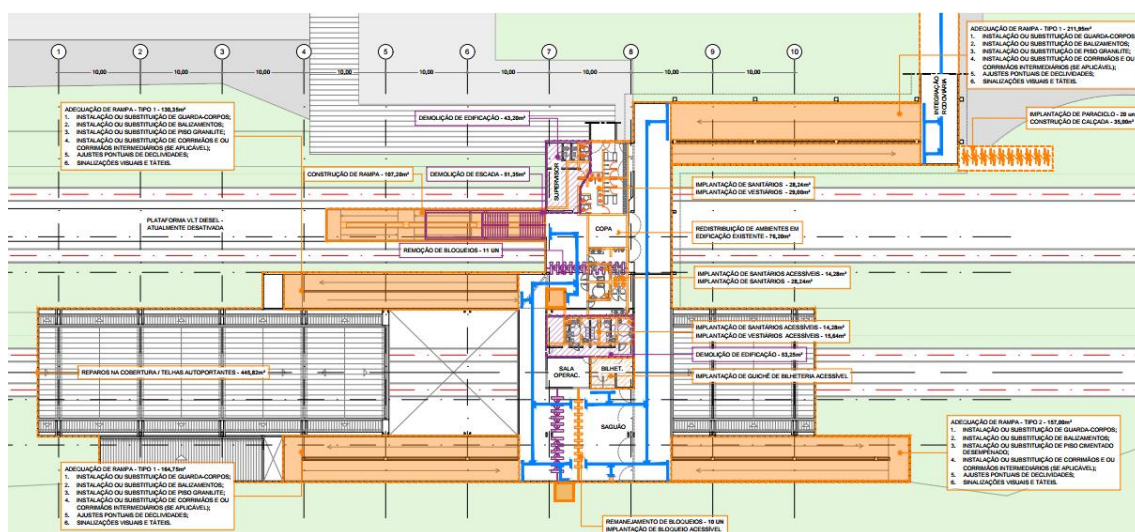 1
2
3
4
5
6
7
8
9
10
10,00
10,00
10,00
10,00
10,00
10,00
10,00
10,00
10,00
ADEQUAÇÃO DE RAMPA - TIPO 1 - 211,95m²
1. INSTALAÇÃO OU SUBSTITUIÇÃO DE GUARDA-CORPOS;
2. INSTALAÇÃO OU SUBSTITUIÇÃO DE BALIZAMENTOS;
3. INSTALAÇÃO OU SUBSTITUIÇÃO DE PISO GRANILITE;
4. INSTALAÇÃO OU SUBSTITUIÇÃO DE CORRIMÃOS E OU
CORRIMÃOS INTERMEDIÁRIOS (SE APLICÁVEL);
5. AJUSTES PONTUAIS DE DECLIVIDADES;
6. SINALIZAÇÕES VISUAIS E TÁTEIS.
INTEGRAÇÃO
RODOVIÁRIA
IMPLANTAÇÃO DE PARACICLO - 20 un
CONSTRUÇÃO DE CALÇADA - 35,00m²
ADEQUAÇÃO DE RAMPA - TIPO 1 - 130,35m²
1. INSTALAÇÃO OU SUBSTITUIÇÃO DE GUARDA-CORPOS;
2. INSTALAÇÃO OU SUBSTITUIÇÃO DE BALIZAMENTOS;
3. INSTALAÇÃO OU SUBSTITUIÇÃO DE PISO GRANILITE;
4. INSTALAÇÃO OU SUBSTITUIÇÃO DE CORRIMÃOS E OU
CORRIMÃOS INTERMEDIÁRIOS (SE APLICÁVEL);
5. AJUSTES PONTUAIS DE DECLIVIDADES;
6. SINALIZAÇÕES VISUAIS E TÁTEIS.
DEMOLIÇÃO DE EDIFICAÇÃO - 43,20m²
CONSTRUÇÃO DE RAMPA - 107,20m²
DEMOLIÇÃO DE ESCADA - 51,35m²
SUPERVISOR
IMPLANTAÇÃO DE SANITÁRIOS - 28,24m²
IMPLANTAÇÃO DE VESTIÁRIOS - 29,00m²
PLATAFORMA VLT DIESEL -
ATUALMENTE DESATIVADA
COPA
REDISTRIBUIÇÃO DE AMBIENTES EM
EDIFICAÇÃO EXISTENTE - 76,20m²
REMOÇÃO DE BLOQUEIOS - 11 UN
IMPLANTAÇÃO DE SANITÁRIOS ACESSÍVEIS - 14,28m²
IMPLANTAÇÃO DE SANITÁRIOS - 28,24m²
IMPLANTAÇÃO DE SANITÁRIOS ACESSÍVEIS - 14,28m²
IMPLANTAÇÃO DE VESTIÁRIOS ACESSÍVEIS - 15,64m²
DEMOLIÇÃO DE EDIFICAÇÃO - 53,25m²
REPAROS NA COBERTURA / TELHAS AUTOPORTANTES - 445,82m²
SALA
OPERAC.
BILHET.
IMPLANTAÇÃO DE GUICHÊ DE BILHETERIA ACESSÍVEL
SAGUÃO
ADEQUAÇÃO DE RAMPA - TIPO 2 - 157,00m²
1. INSTALAÇÃO OU SUBSTITUIÇÃO DE GUARDA-CORPOS;
2. INSTALAÇÃO OU SUBSTITUIÇÃO DE BALIZAMENTOS;
3. INSTALAÇÃO OU SUBSTITUIÇÃO DE PISO CIMENTADO
DESEMPENADO;
4. INSTALAÇÃO OU SUBSTITUIÇÃO DE CORRIMÃOS E OU
CORRIMÃOS INTERMEDIÁRIOS (SE APLICÁVEL);
5. AJUSTES PONTUAIS DE DECLIVIDADES;
6. SINALIZAÇÕES VISUAIS E TÁTEIS.
ADEQUAÇÃO DE RAMPA - TIPO 1 - 164,75m²
1. INSTALAÇÃO OU SUBSTITUIÇÃO DE GUARDA-CORPOS;
2. INSTALAÇÃO OU SUBSTITUIÇÃO DE BALIZAMENTOS;
3. INSTALAÇÃO OU SUBSTITUIÇÃO DE PISO GRANILITE;
4. INSTALAÇÃO OU SUBSTITUIÇÃO DE CORRIMÃOS E OU
CORRIMÃOS INTERMEDIÁRIOS (SE APLICÁVEL);
5. AJUSTES PONTUAIS DE DECLIVIDADES;
6. SINALIZAÇÕES VISUAIS E TÁTEIS.
REMANEJAMENTO DE BLOQUEIOS - 10 UN
IMPLANTAÇÃO DE BLOQUEIO ACESSÍVEL